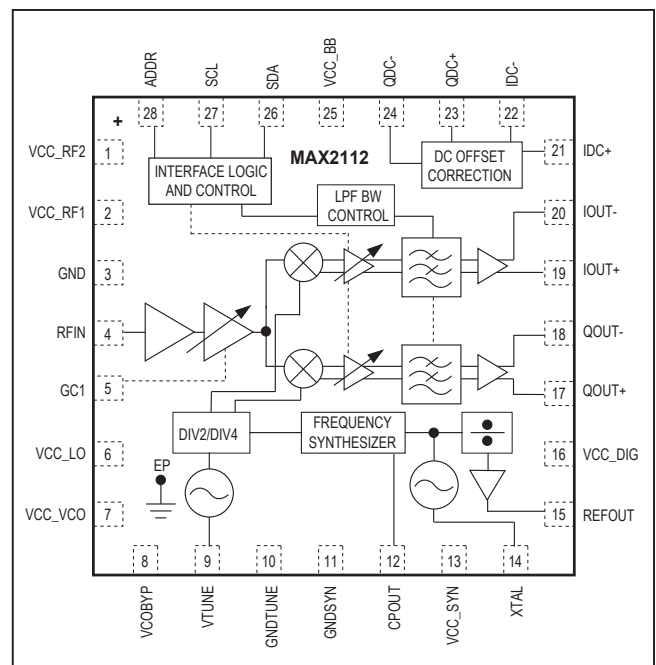 ADDR
SCL
SDA
VCC_BB
QDC-
QDC+
IDC-
28
27
26
25
24
23
22
+
MAX2112
VCC_RF2
1
INTERFACE LOGIC
AND CONTROL
DC OFFSET
CORRECTION
21
IDC+
LPF BW
CONTROL
VCC_RF1
2
20
IOUT-
GND
3
19
IOUT+
RFIN
4
18
QOUT-
GC1
5
17
QOUT+
DIV2/DIV4
FREQUENCY
SYNTHESIZER
VCC_LO
6
16
VCC_DIG
EP
VCC_VCO
7
15
REFOUT
8
9
10
11
12
13
14
VCOBYP
VTUNE
GNDTUNE
GNDSYN
CPOUT
VCC_SYN
XTAL